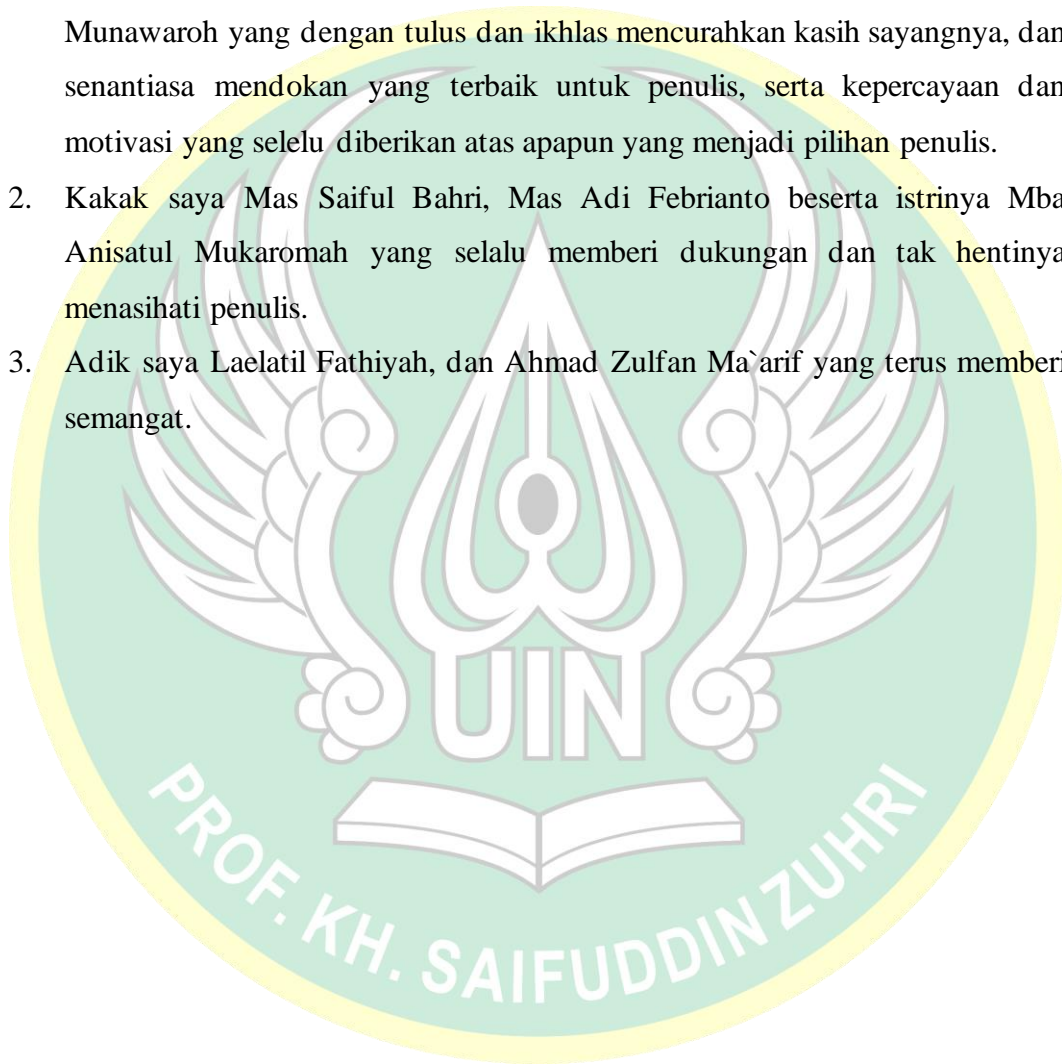 Munawaroh yang dengan tulus dan ikhlas mencurahkan kasih sayangnya, dan
senantiasa mendokan yang terbaik untuk penulis, serta kepercayaan dan
motivasi yang selelu diberikan atas apapun yang menjadi pilihan penulis.
2. Kakak saya Mas Saiful Bahri, Mas Adi Febrianto beserta istrinya Mba
Anisatul Mukaromah yang selalu memberi dukungan dan tak hentinya
menasihati penulis.
3. Adik saya Laelatil Fathiyah, dan Ahmad Zulfan Ma`arif yang terus memberi
semangat.
UIN
PROF. KH. SAIFUDDIN ZUHRI